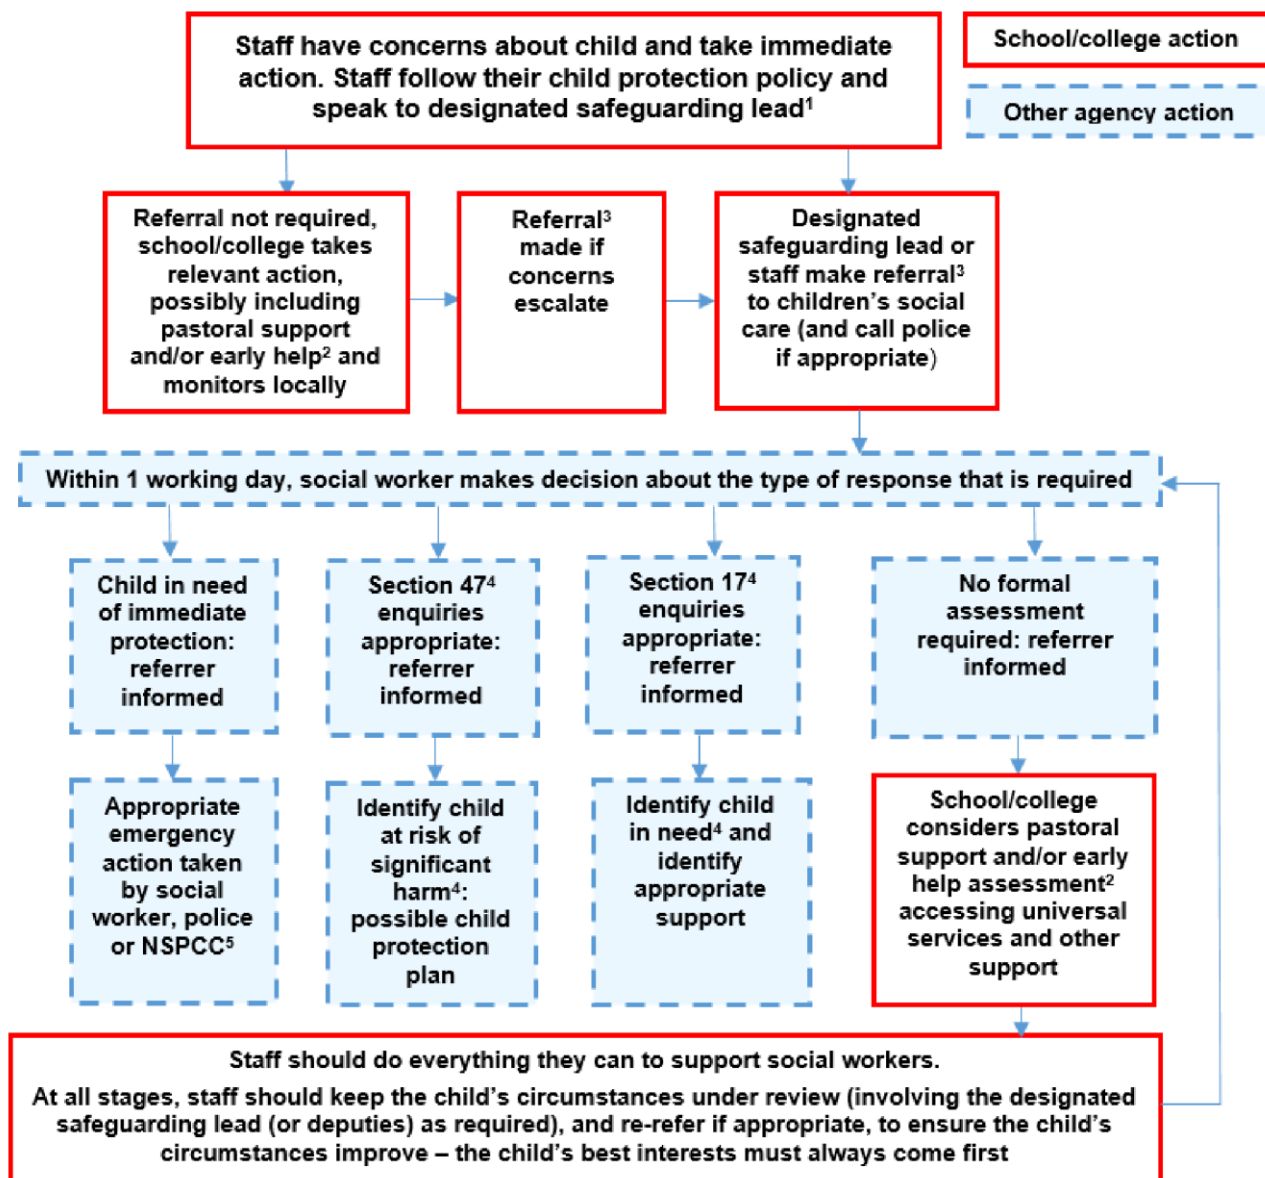 Staff have concerns about child and take immediate
action. Staff follow their child protection policy and
speak to designated safeguarding lead¹
School/college action
Other agency action
Referral not required,
school/college takes
relevant action,
possibly including
pastoral support
and/or early help² and
monitors locally
Referral³
made if
concerns
escalate
Designated
safeguarding lead or
staff make referral³
to children’s social
care (and call police
if appropriate)
Within 1 working day, social worker makes decision about the type of response that is required
Child in need
of immediate
protection:
referrer
informed
Section 47⁴
enquiries
appropriate:
referrer
informed
Section 17⁴
enquiries
appropriate:
referrer
informed
No formal
assessment
required: referrer
informed
Appropriate
emergency
action taken
by social
worker, police
or NSPCC⁵
Identify child
at risk of
significant
harm⁴:
possible child
protection
plan
Identify child
in need⁴ and
identify
appropriate
support
School/college
considers pastoral
support and/or early
help assessment²
accessing universal
services and other
support
Staff should do everything they can to support social workers.
At all stages, staff should keep the child’s circumstances under review (involving the designated
safeguarding lead (or deputies) as required), and re-refer if appropriate, to ensure the child’s
circumstances improve – the child’s best interests must always come first